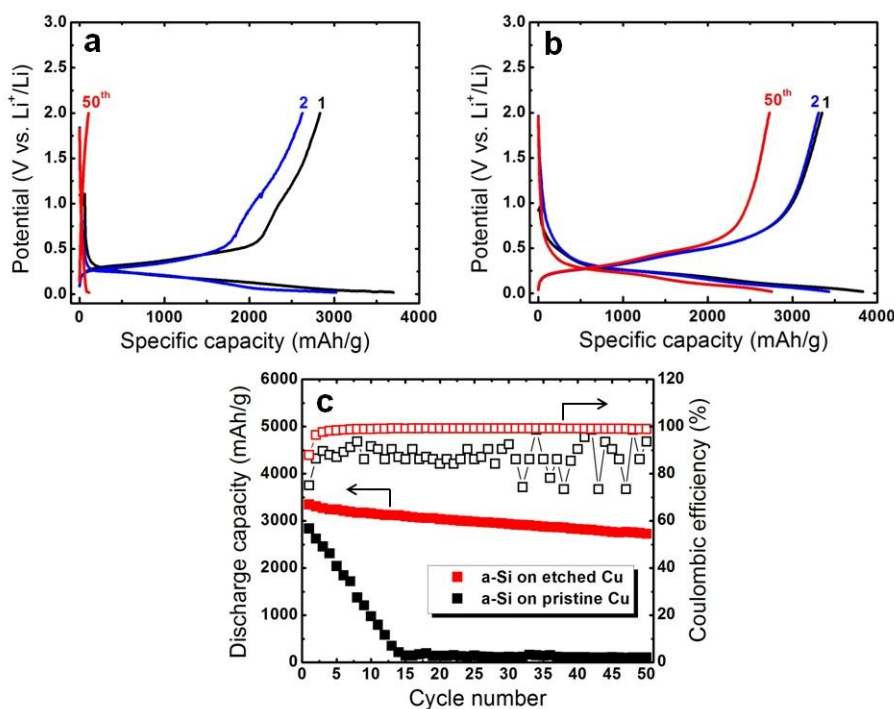 a
3.0
2.5
2.0
1.5
1.0
0.5
0.0
50th
2 1
0 1000 2000 3000 4000
Potential (V vs. Li+/Li)
Specific capacity (mAh/g)
b
3.0
2.5
2.0
1.5
1.0
0.5
0.0
50th
2 1
0 1000 2000 3000 4000
Potential (V vs. Li+/Li)
Specific capacity (mAh/g)
c
6000
5000
4000
3000
2000
1000
0
Discharge capacity (mAh/g)
120
100
80
60
40
20
0
Coulombic efficiency (%)
a-Si on etched Cu
a-Si on pristine Cu
0 5 10 15 20 25 30 35 40 45 50
Cycle number